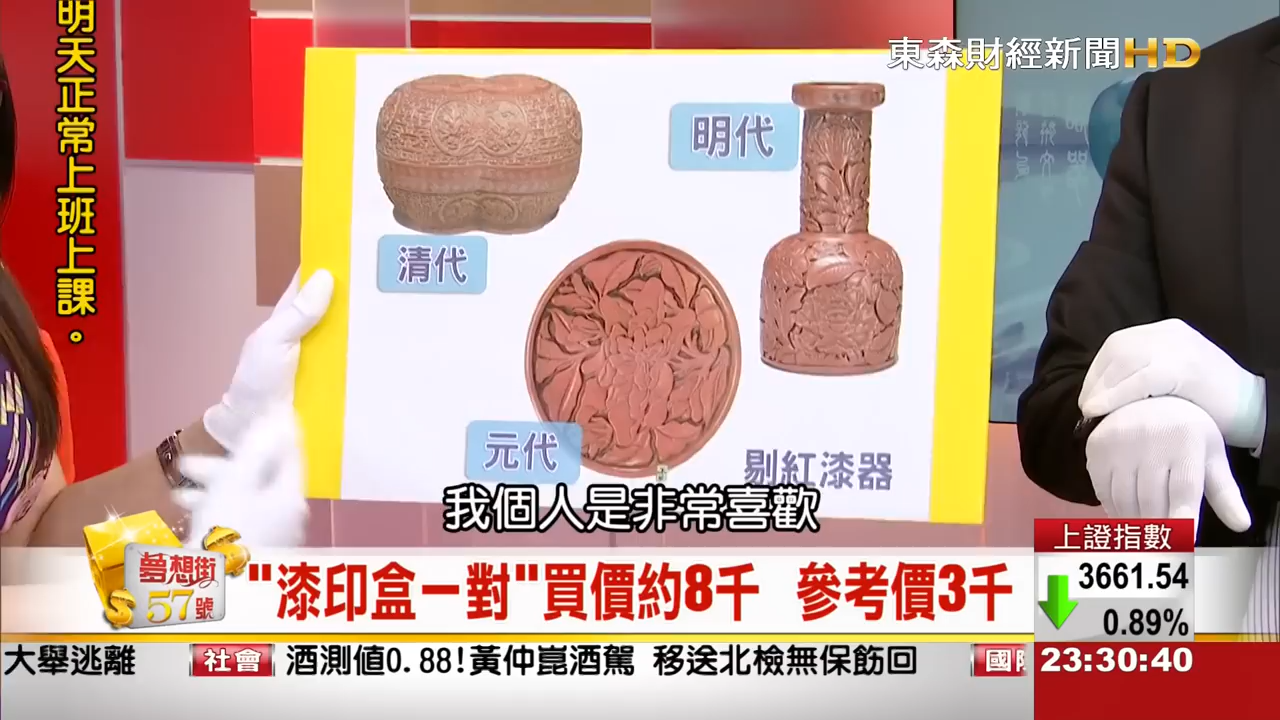 明天正常上班上課。
東森財經新聞HD
明代
清代
元代
剔紅漆器
我個人是非常喜歡
夢想街
57號
"漆印盒一對"買價約8千 參考價3千
上證指數
3661.54
0.89%
大舉逃離 社會 酒測值0.88!黃仲崑酒駕 移送北檢無保飭回
23:30:40